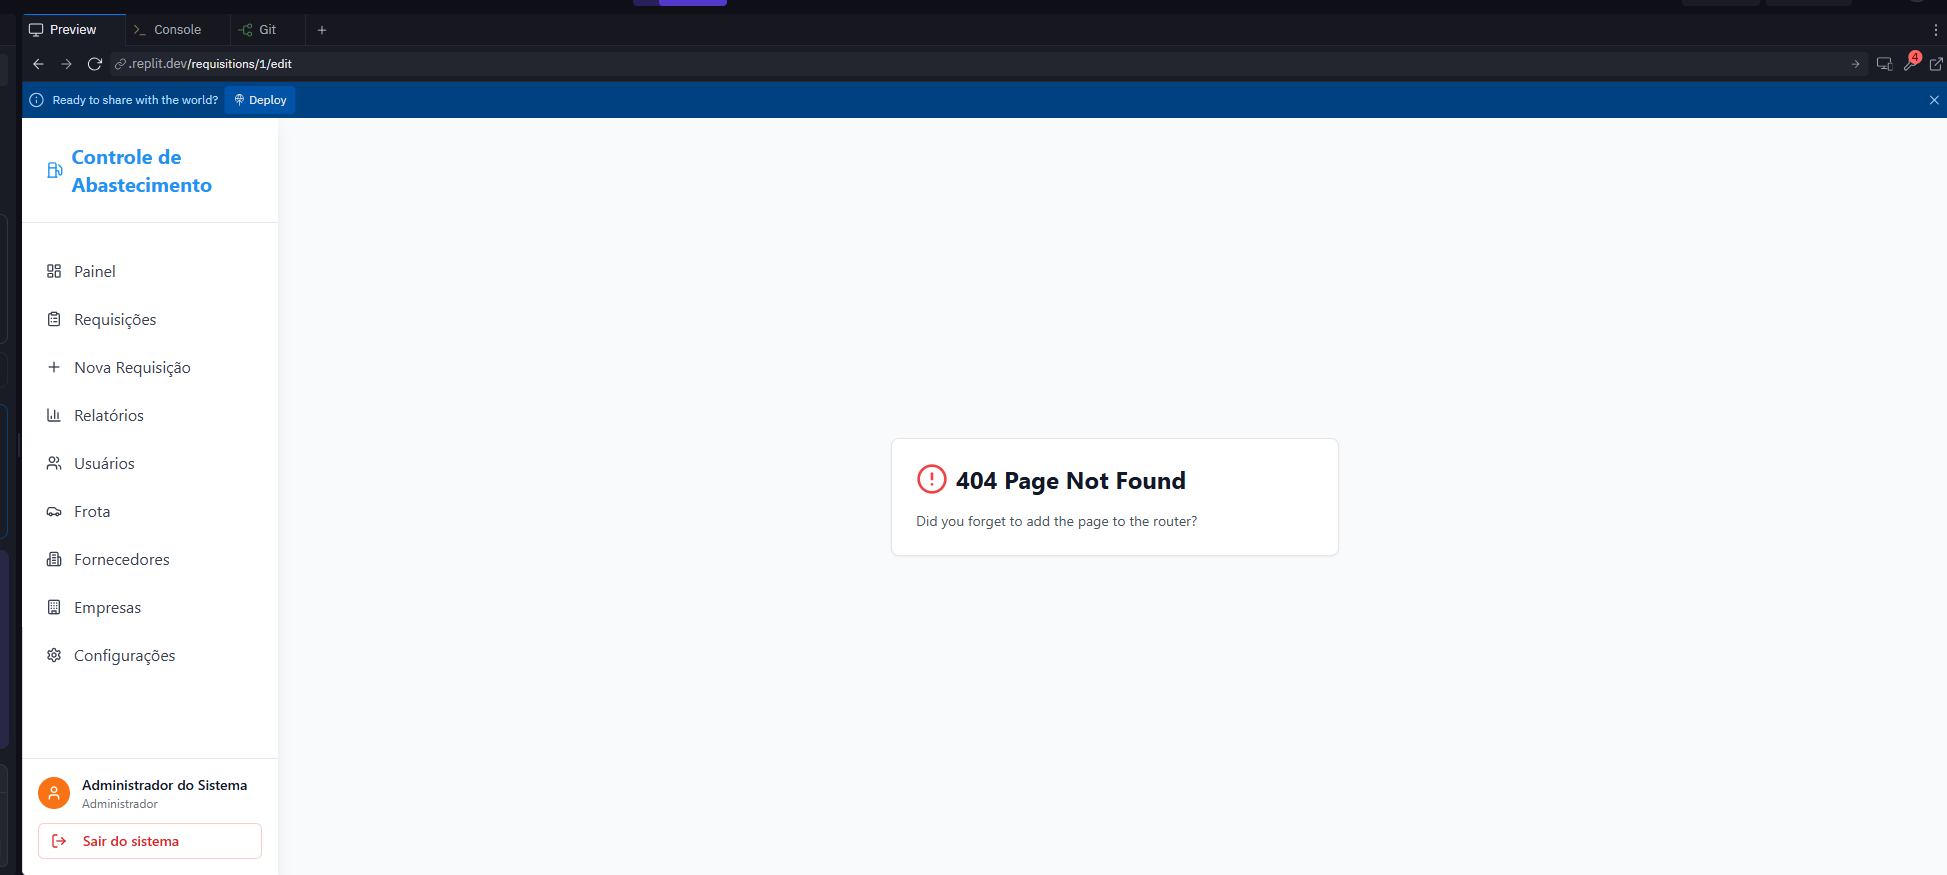 Preview
Console
Git
.replit.dev/requisitions/1/edit
4
Ready to share with the world?
Deploy
Controle de
Abastecimento
Painel
Requisições
Nova Requisição
Relatórios
Usuários
Frota
Fornecedores
Empresas
Configurações
404 Page Not Found
Did you forget to add the page to the router?
Administrador do Sistema
Administrador
Sair do sistema